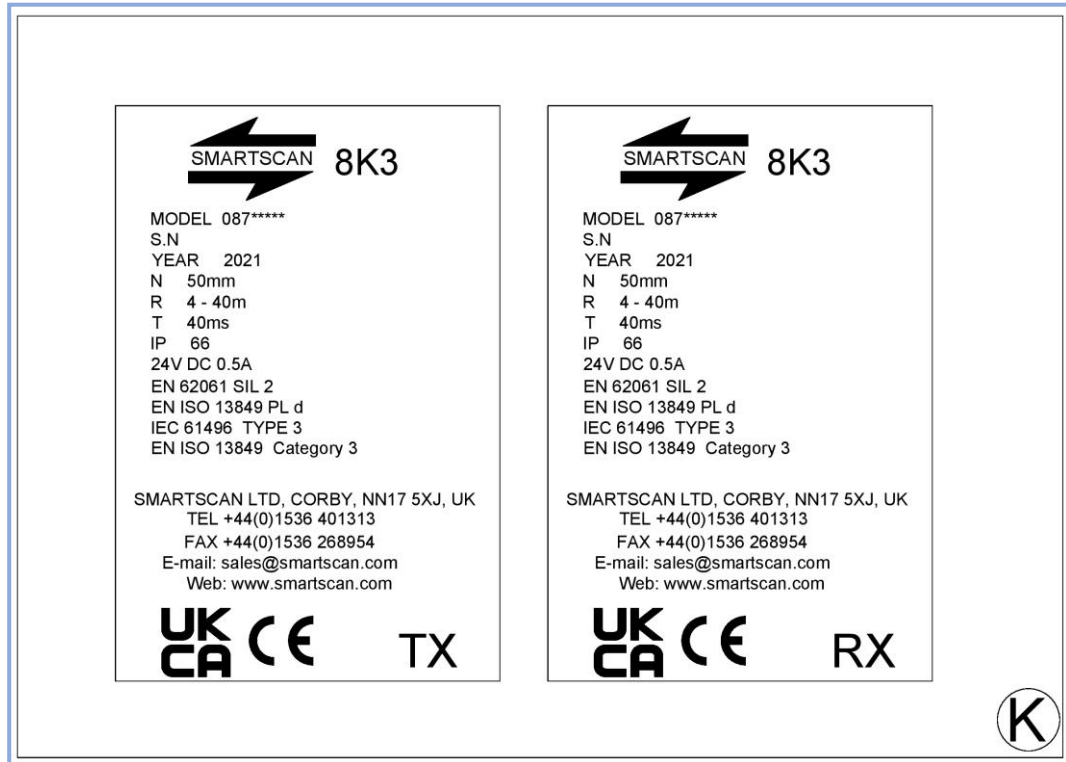 SMARTSCAN 8K3
MODEL 087*****
S.N
YEAR 2021
N 50mm
R 4 - 40m
T 40ms
IP 66
24V DC 0.5A
EN 62061 SIL 2
EN ISO 13849 PL d
IEC 61496 TYPE 3
EN ISO 13849 Category 3
SMARTSCAN LTD, CORBY, NN17 5XJ, UK
TEL +44(0)1536 401313
FAX +44(0)1536 268954
E-mail: sales@smartscan.com
Web: www.smartscan.com
UK
CA CE TX
SMARTSCAN 8K3
MODEL 087*****
S.N
YEAR 2021
N 50mm
R 4 - 40m
T 40ms
IP 66
24V DC 0.5A
EN 62061 SIL 2
EN ISO 13849 PL d
IEC 61496 TYPE 3
EN ISO 13849 Category 3
SMARTSCAN LTD, CORBY, NN17 5XJ, UK
TEL +44(0)1536 401313
FAX +44(0)1536 268954
E-mail: sales@smartscan.com
Web: www.smartscan.com
UK
CA CE RX
K